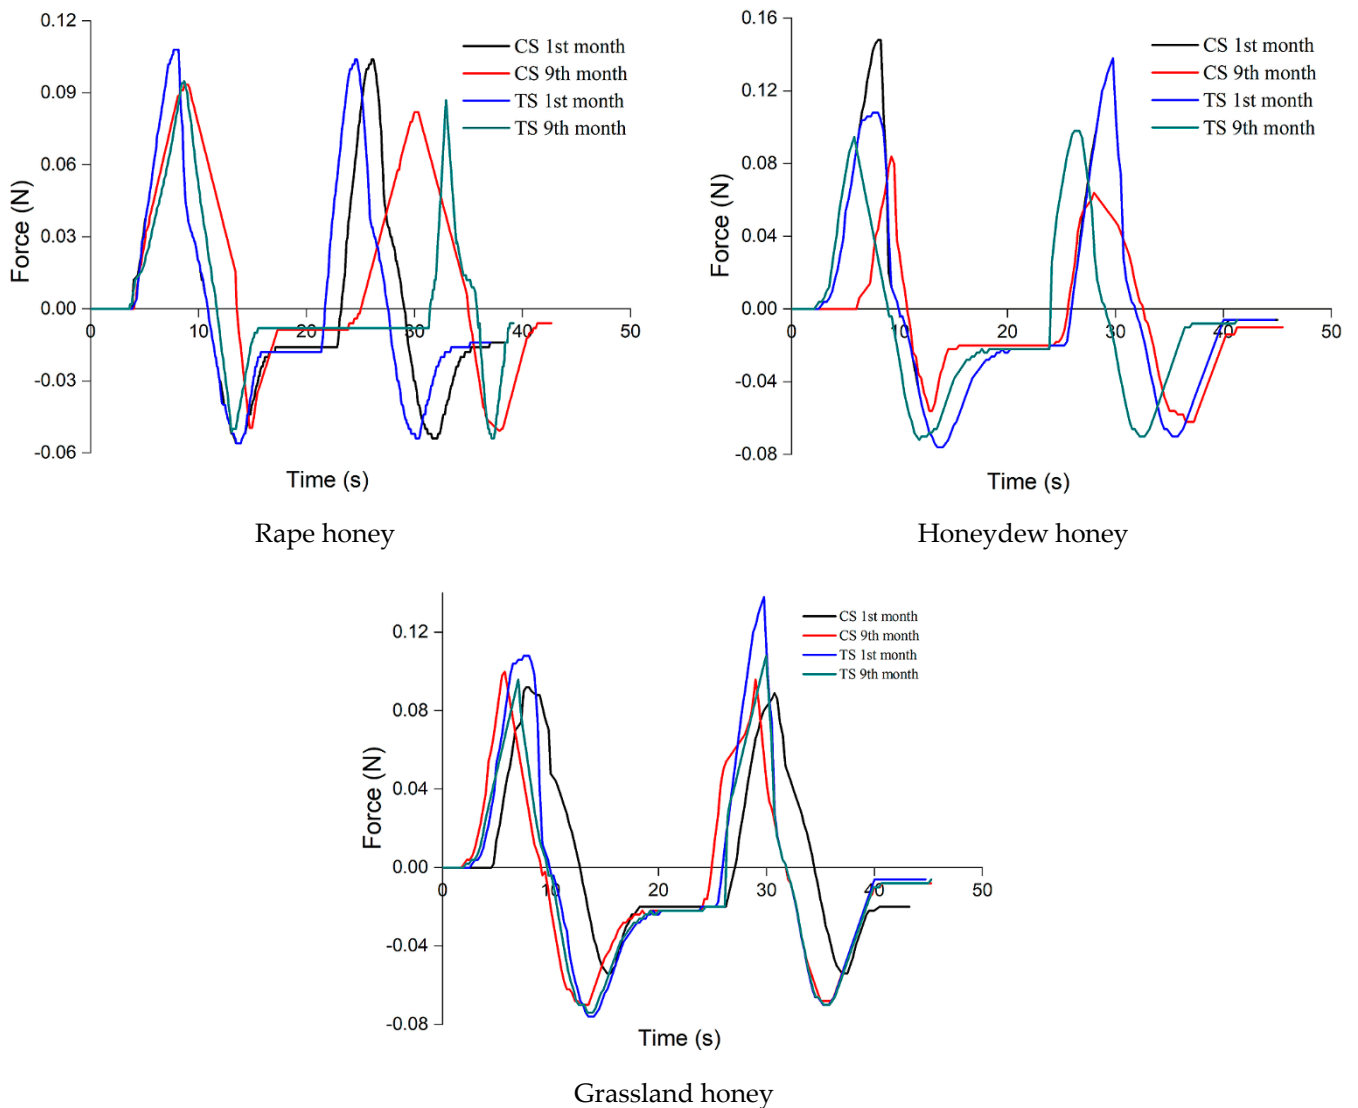 0.12
0.09
0.06
0.03
0.00
-0.03
-0.06
0 10 20 30 40 50
Force (N)
Time (s)
CS 1st month
CS 9th month
TS 1st month
TS 9th month
Rape honey
0.16
0.12
0.08
0.04
0.00
-0.04
-0.08
0 10 20 30 40 50
Force (N)
Time (s)
CS 1st month
CS 9th month
TS 1st month
TS 9th month
Honeydew honey
0.12
0.08
0.04
0.00
-0.04
-0.08
0 10 20 30 40 50
Force (N)
Time (s)
CS 1st month
CS 9th month
TS 1st month
TS 9th month
Grassland honey